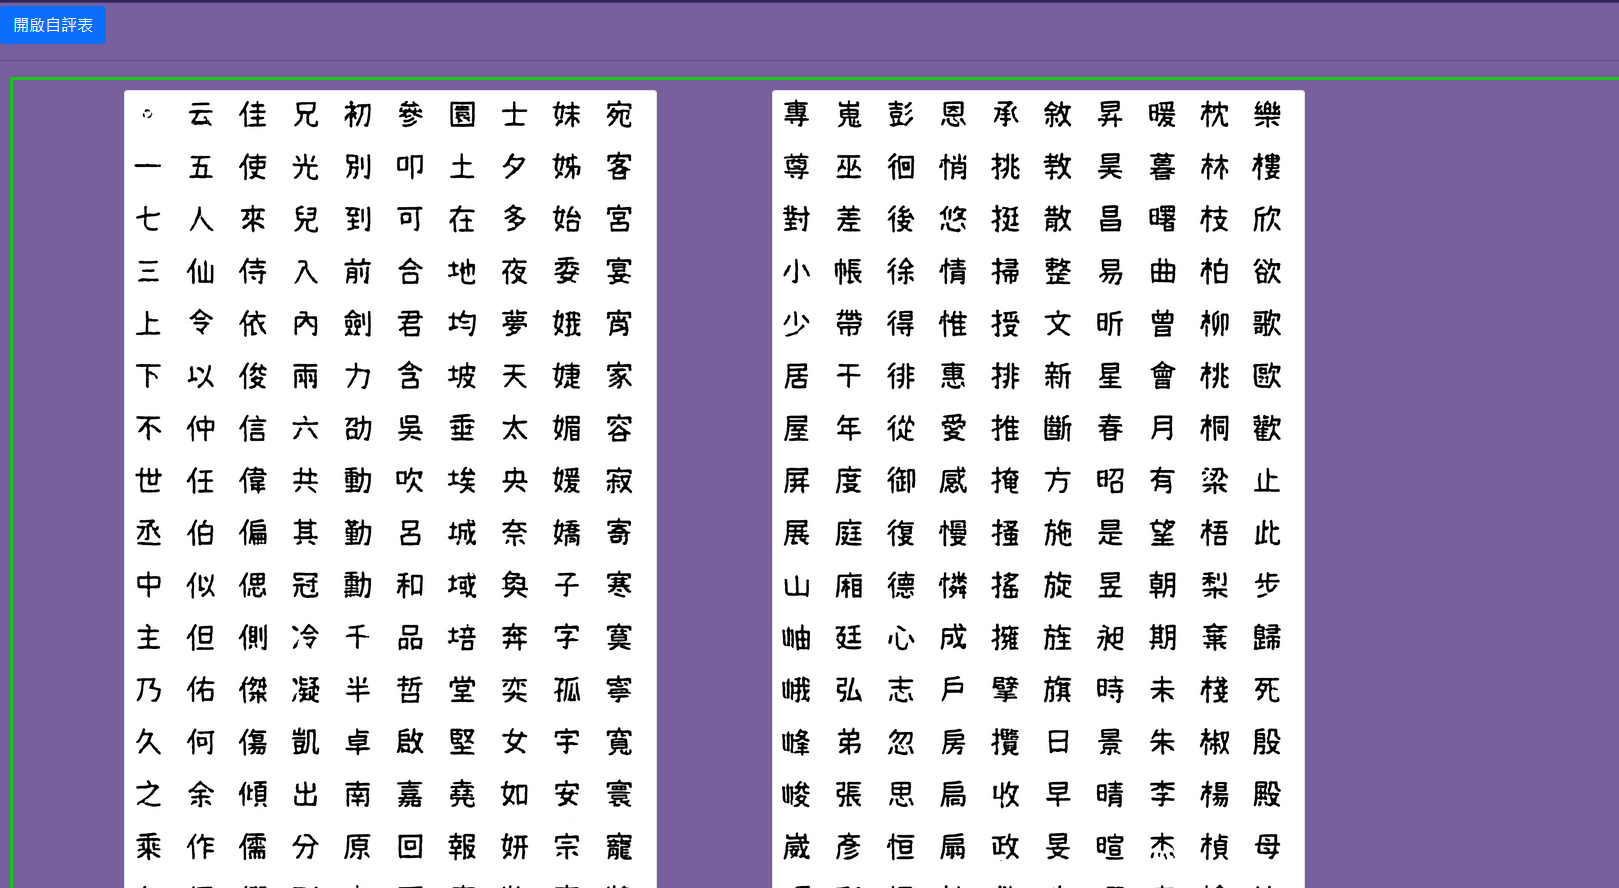 開啟自評表
。 云 佳 兄 初 參 園 士 妹 宛
一 五 使 光 別 叩 土 夕 姊 客
七 人 來 兒 到 可 在 多 始 宮
三 仙 侍 入 前 合 地 夜 委 宴
上 令 依 內 劍 君 均 夢 娥 宵
下 以 俊 兩 力 含 坡 天 婕 家
不 仲 信 六 劭 吳 垂 太 媚 容
世 任 偉 共 動 吹 埃 央 媛 寂
丞 伯 偏 其 勤 呂 城 奈 嬌 寄
中 似 偲 冠 勳 和 域 奐 子 寒
主 但 側 冷 千 品 培 奔 字 寞
乃 佑 傑 凝 半 哲 堂 奕 孤 寧
久 何 傷 凱 卓 啟 堅 女 字 寬
之 余 傾 出 南 嘉 堯 如 安 寰
乘 作 儒 分 原 回 報 妍 宗 寵
專 嵬 彭 恩 承 敘 昇 暖 枕 樂
尊 巫 徊 悄 挑 教 昊 暮 林 樓
對 差 後 悠 挺 散 昌 曙 枝 欣
小 帳 徐 情 掃 整 易 曲 柏 欲
少 帶 得 惟 授 文 昕 曾 柳 歌
居 干 徘 惠 排 新 星 會 桃 歐
屋 年 從 愛 推 斷 春 月 桐 歡
屏 度 御 感 掩 方 昭 有 梁 止
展 庭 復 慢 搔 施 是 望 梧 此
山 廂 德 憐 搖 旋 昱 朝 梨 步
岫 廷 心 成 擁 旌 昶 期 棄 歸
峨 弘 志 戶 擘 旗 時 未 棧 死
峰 弟 忽 房 攬 日 景 朱 椒 殷
峻 張 思 扃 收 早 晴 李 楊 殿
崴 彥 恒 扇 政 旻 暄 杰 楨 母